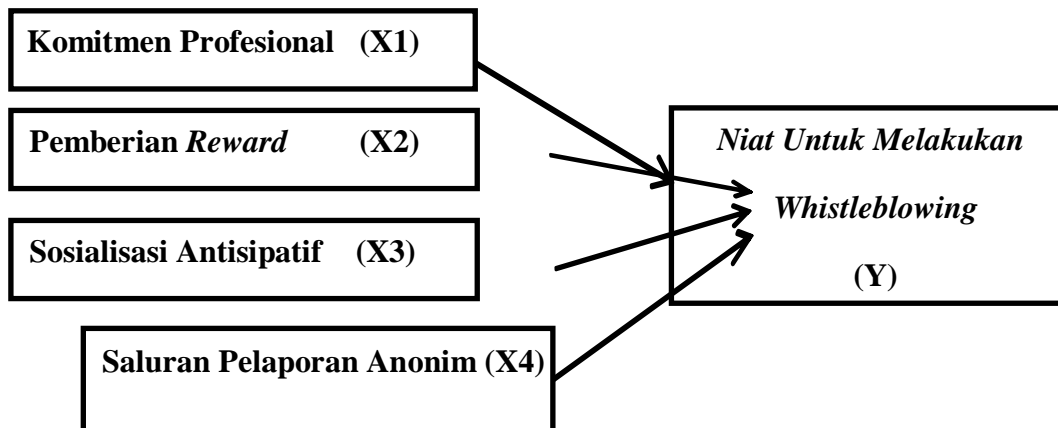 Komitmen Profesional (X1)
Pemberian Reward (X2)
Sosialisasi Antisipatif (X3)
Saluran Pelaporan Anonim (X4)
Niat Untuk Melakukan
Whistleblowing
(Y)